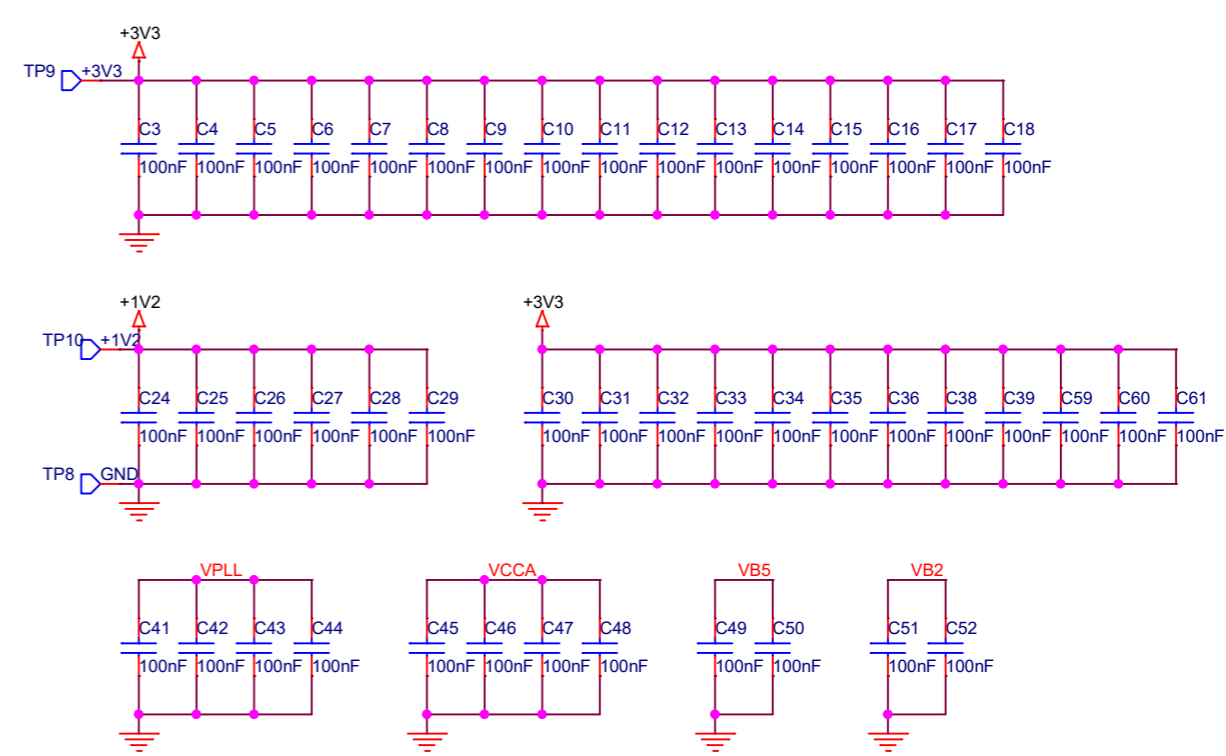 +3V3
TP9 +3V3
C3 C4 C5 C6 C7 C8 C9 C10 C11 C12 C13 C14 C15 C16 C17 C18
100nF 100nF 100nF 100nF 100nF 100nF 100nF 100nF 100nF 100nF 100nF 100nF 100nF 100nF 100nF 100nF
+1V2 +3V3
TP10 +1V2
C24 C25 C26 C27 C28 C29 C30 C31 C32 C33 C34 C35 C36 C38 C39 C59 C60 C61
100nF 100nF 100nF 100nF 100nF 100nF 100nF 100nF 100nF 100nF 100nF 100nF 100nF 100nF 100nF 100nF 100nF 100nF
TP8 GND
VPLL VCCA VB5 VB2
C41 C42 C43 C44 C45 C46 C47 C48 C49 C50 C51 C52
100nF 100nF 100nF 100nF 100nF 100nF 100nF 100nF 100nF 100nF 100nF 100nF